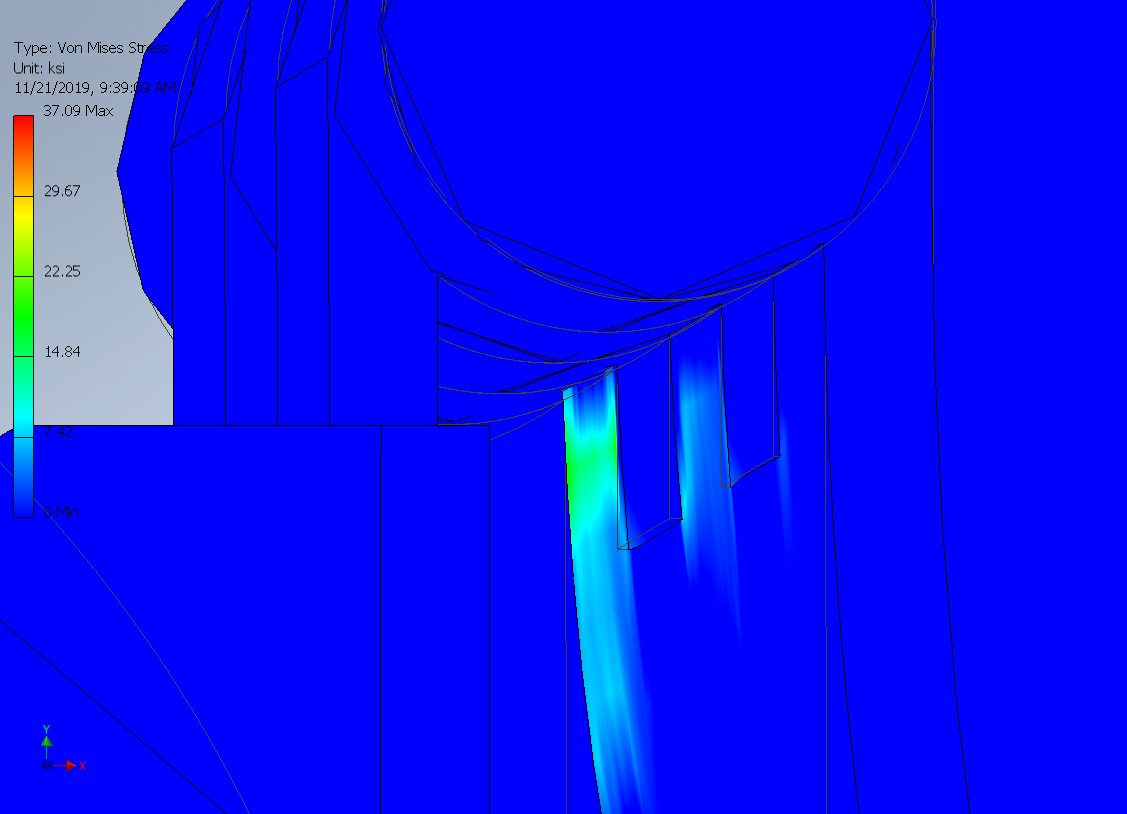 Type: Von Mises Stress
Unit: ksi
11/21/2019, 9:39:09 AM
37.09 Max
29.67
22.25
14.84
7.42
0 Min
Y
X